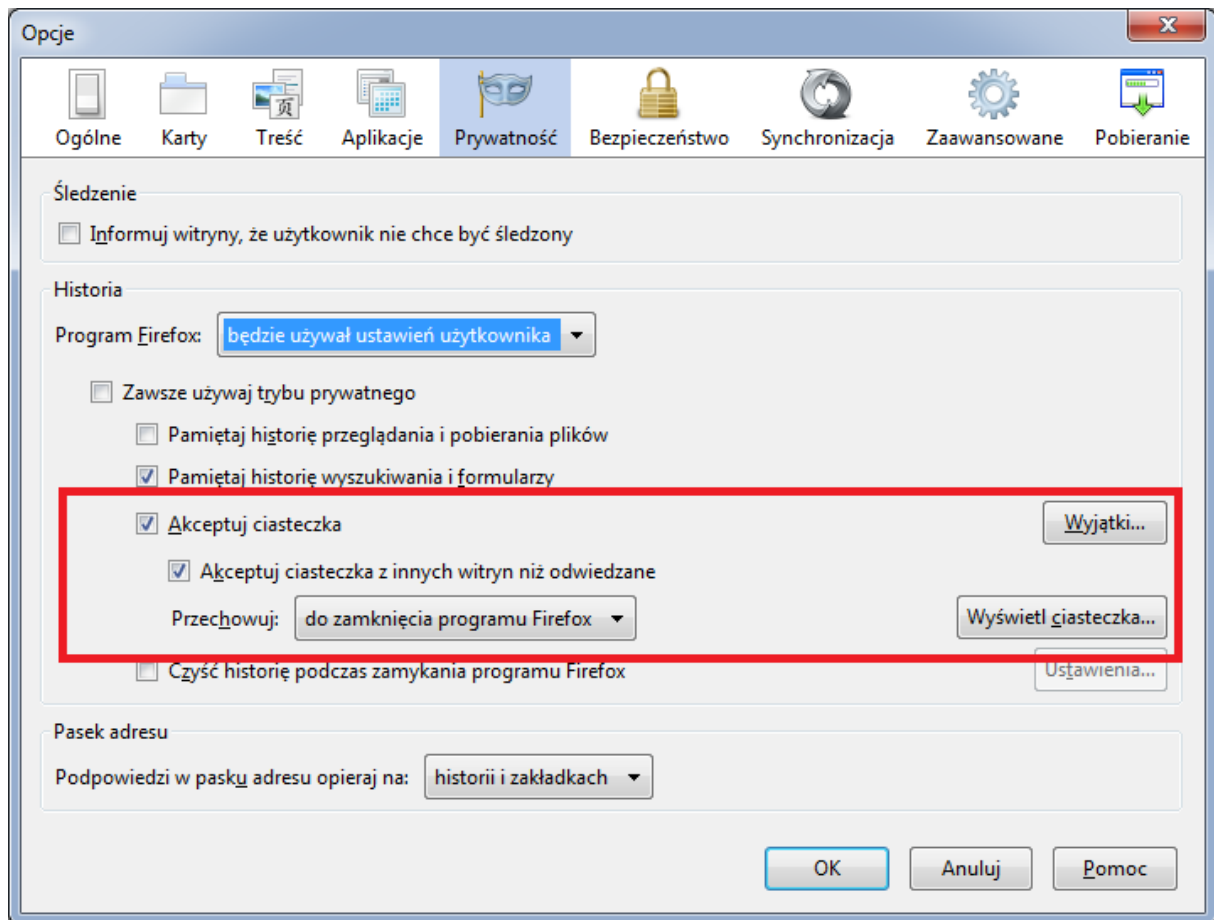 Opcje
Ogólne Karty Treść Aplikacje Prywatność Bezpieczeństwo Synchronizacja Zaawansowane Pobieranie
页
Śledzenie
Informuj witryny, że użytkownik nie chce być śledzony
Historia
Program Firefox: będzie używał ustawień użytkownika
Zawsze używaj trybu prywatnego
Pamiętaj historię przeglądania i pobierania plików
Pamiętaj historię wyszukiwania i formularzy
Akceptuj ciasteczka Wyjątki...
Akceptuj ciasteczka z innych witryn niż odwiedzane
Przechowuj: do zamknięcia programu Firefox Wyświetl ciasteczka...
Czyść historię podczas zamykania programu Firefox Ustawienia...
Pasek adresu
Podpowiedzi w pasku adresu opieraj na: historii i zakładkach
OK Anuluj Pomoc